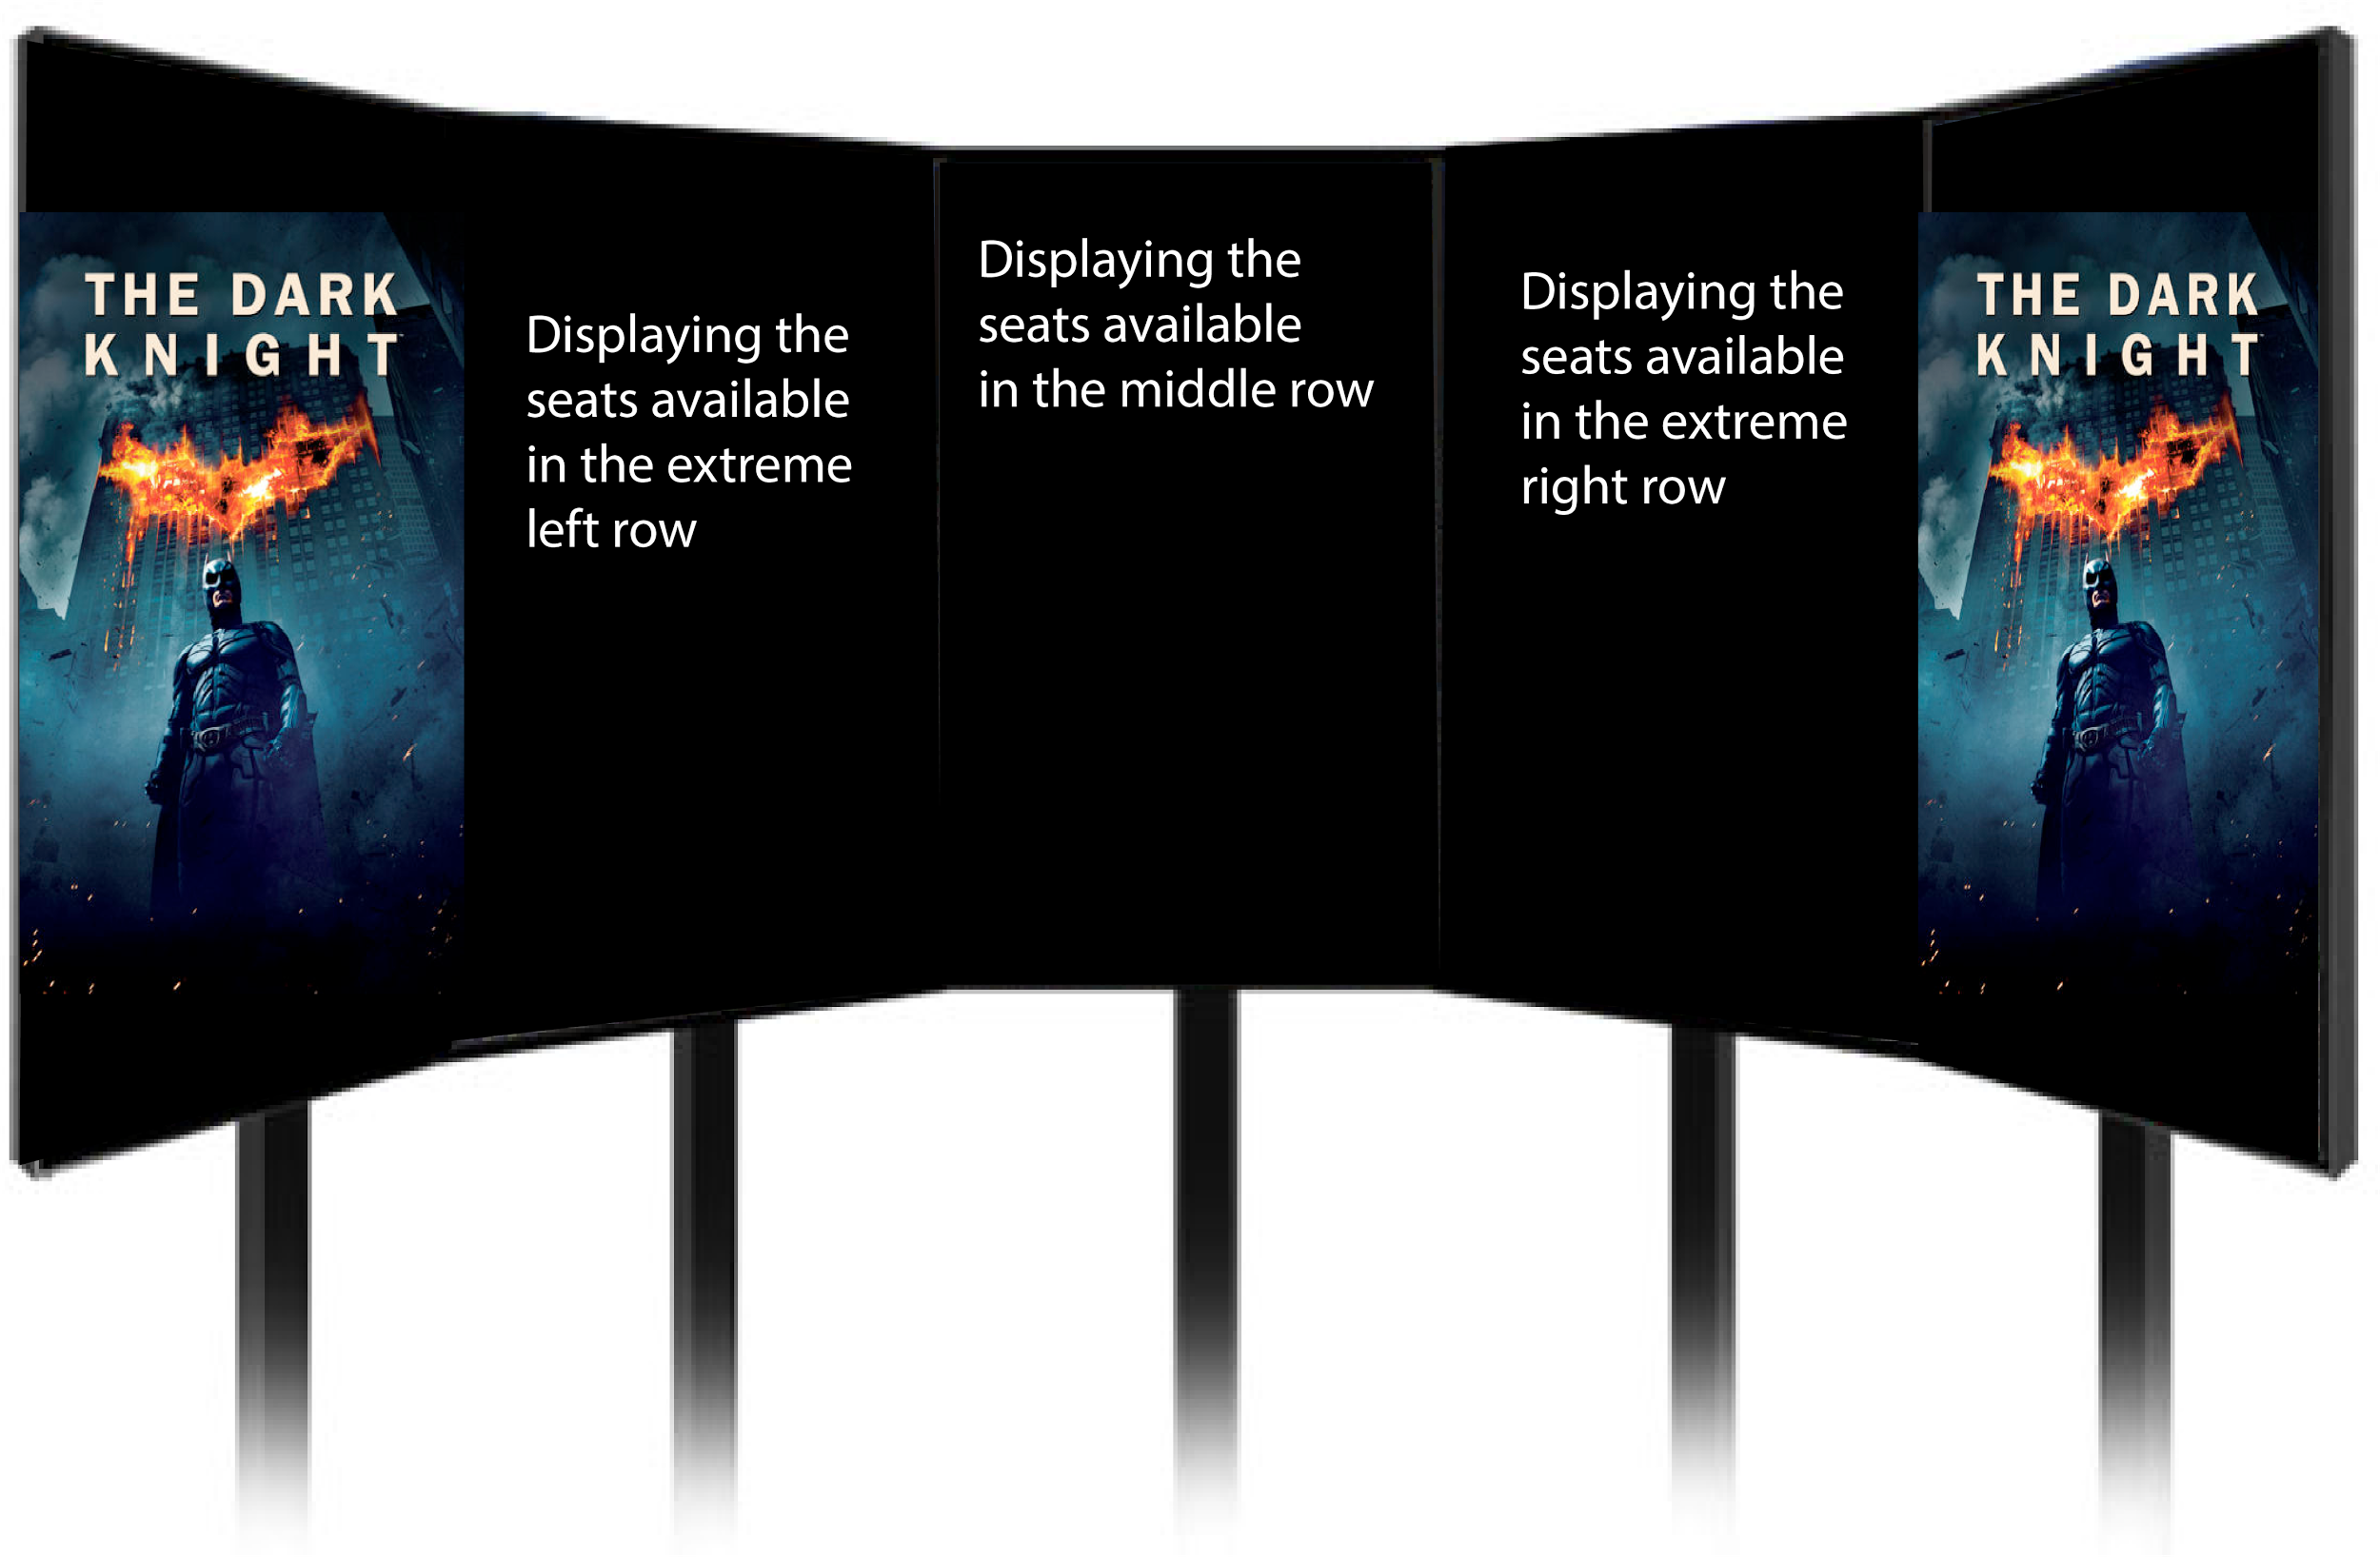 THE DARK
KNIGHT
Displaying the
seats available
in the extreme
left row
Displaying the
seats available
in the middle row
Displaying the
seats available
in the extreme
right row
THE DARK
KNIGHT